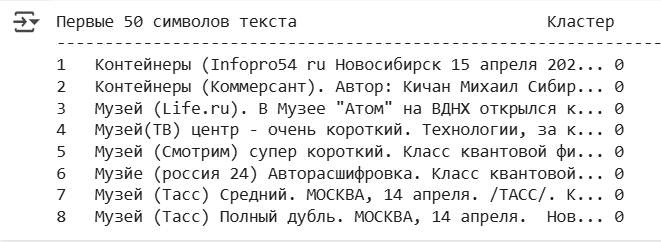 Первые 50 символов текста Кластер
----------------------------------------------------------------
1 Контейнеры (Infopro54 ru Новосибирск 15 апреля 202... 0
2 Контейнеры (Коммерсант). Автор: Кичан Михаил Сибир... 0
3 Музей (Life.ru). В Музее "Атом" на ВДНХ открылся к... 0
4 Музей(ТВ) центр - очень короткий. Технологии, за к... 0
5 Музей (Смотрим) супер короткий. Класс квантовой фи... 0
6 Музйе (россия 24) Авторасшифровка. Класс квантовой... 0
7 Музей (Тасс) Средний. МОСКВА, 14 апреля. /ТАСС/. К... 0
8 Музей (Тасс) Полный дубль. МОСКВА, 14 апреля. Нов... 0